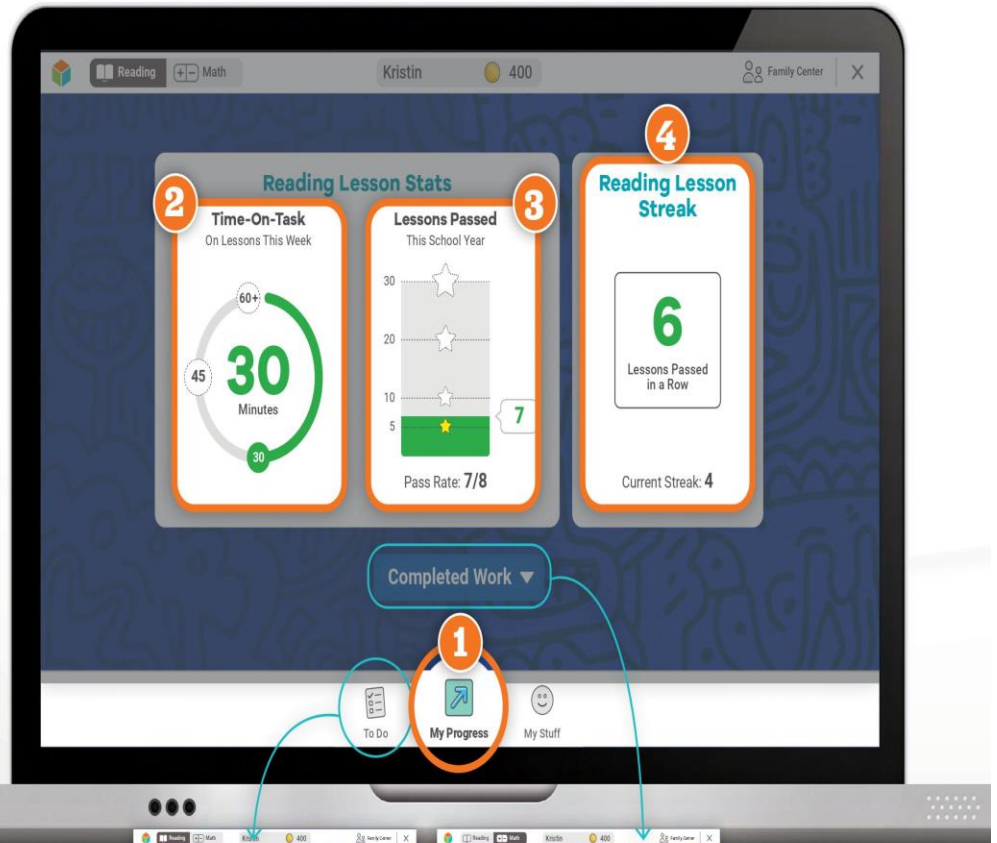 Reading
Math
Kristin
400
Family Center
X
4
Reading Lesson Stats
2
3
Time-On-Task
On Lessons This Week
60+
45
30
Minutes
30
Lessons Passed
This School Year
30
20
10
5
7
Pass Rate: 7/8
Reading Lesson
Streak
6
Lessons Passed
in a Row
Current Streak: 4
Completed Work ▼
1
To Do
My Progress
My Stuff
Reading
Math
Kristin
400
Family Center
X
Reading
Math
Kristin
400
Family Center
X